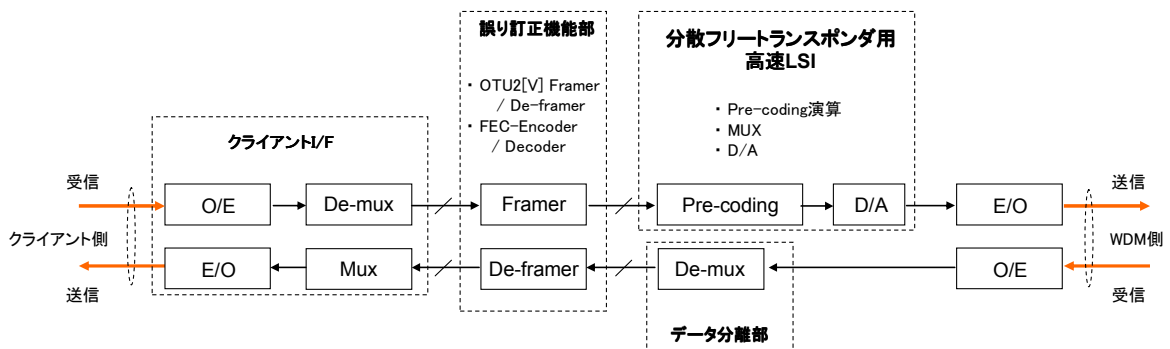 誤り訂正機能部
・ OTU2[V] Framer
/ De-framer
・ FEC-Encoder
/ Decoder
分散フリートランスポンダ用
高速LSI
・ Pre-coding演算
・ MUX
・ D/A
クライアントI/F
受信
O/E
De-mux
Framer
Pre-coding
D/A
E/O
送信
クライアント側
WDM側
E/O
Mux
De-framer
De-mux
O/E
送信
受信
データ分離部